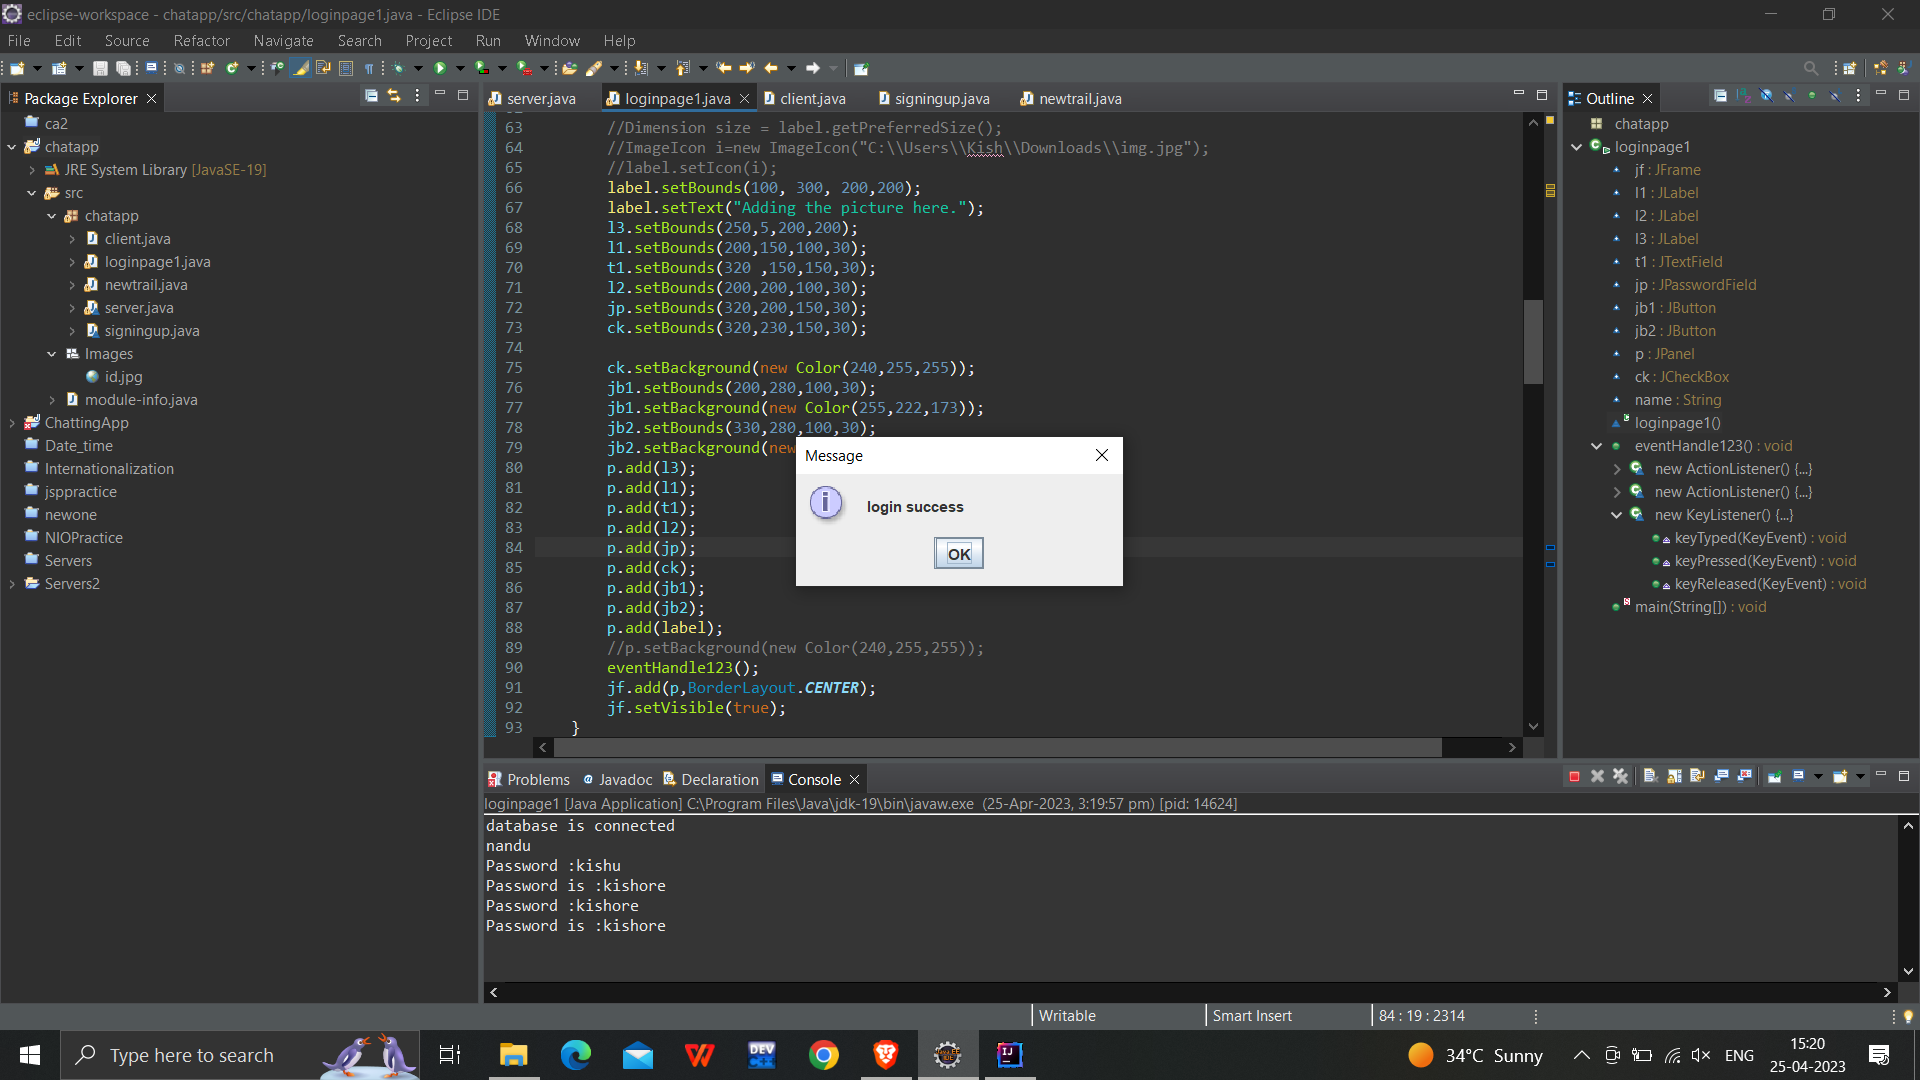 eclipse-workspace - chatapp/src/chatapp/loginpage1.java - Eclipse IDE
File Edit Source Refactor Navigate Search Project Run Window Help
Package Explorer
ca2
chatapp
JRE System Library [JavaSE-19]
src
chatapp
client.java
loginpage1.java
newtrail.java
server.java
signingup.java
Images
id.jpg
module-info.java
ChattingApp
Date_time
Internationalization
jsppractice
newone
NIOPractice
Servers
Servers2
server.java loginpage1.java client.java signingup.java newtrail.java
63 //Dimension size = label.getPreferredSize();
64 //ImageIcon i=new ImageIcon("C:\\Users\\Kish\\Downloads\\img.jpg");
65 //label.setIcon(i);
66 label.setBounds(100, 300, 200,200);
67 label.setText("Adding the picture here.");
68 l3.setBounds(250,5,200,200);
69 l1.setBounds(200,150,100,30);
70 t1.setBounds(320 ,150,150,30);
71 l2.setBounds(200,200,100,30);
72 jp.setBounds(320,200,150,30);
73 ck.setBounds(320,230,150,30);
74
75 ck.setBackground(new Color(240,255,255));
76 jb1.setBounds(200,280,100,30);
77 jb1.setBackground(new Color(255,222,173));
78 jb2.setBounds(330,280,100,30);
79 jb2.setBackground(new
80 p.add(l3);
81 p.add(l1);
82 p.add(t1);
83 p.add(l2);
84 p.add(jp);
85 p.add(ck);
86 p.add(jb1);
87 p.add(jb2);
88 p.add(label);
89 //p.setBackground(new Color(240,255,255));
90 eventHandle123();
91 jf.add(p,BorderLayout.CENTER);
92 jf.setVisible(true);
93 }
Message
login success
OK
Outline
chatapp
loginpage1
jf : JFrame
l1 : JLabel
l2 : JLabel
l3 : JLabel
t1 : JTextField
jp : JPasswordField
jb1 : JButton
jb2 : JButton
p : JPanel
ck : JCheckBox
name : String
loginpage1()
eventHandle123() : void
new ActionListener() {...}
new ActionListener() {...}
new KeyListener() {...}
keyTyped(KeyEvent) : void
keyPressed(KeyEvent) : void
keyReleased(KeyEvent) : void
main(String[]) : void
Problems Javadoc Declaration Console
loginpage1 [Java Application] C:\Program Files\Java\jdk-19\bin\javaw.exe (25-Apr-2023, 3:19:57 pm) [pid: 14624]
database is connected
nandu
Password :kishu
Password is :kishore
Password :kishore
Password is :kishore
Writable Smart Insert 84 : 19 : 2314
Type here to search
DEV
IJ
34°C Sunny
ENG
15:20
25-04-2023